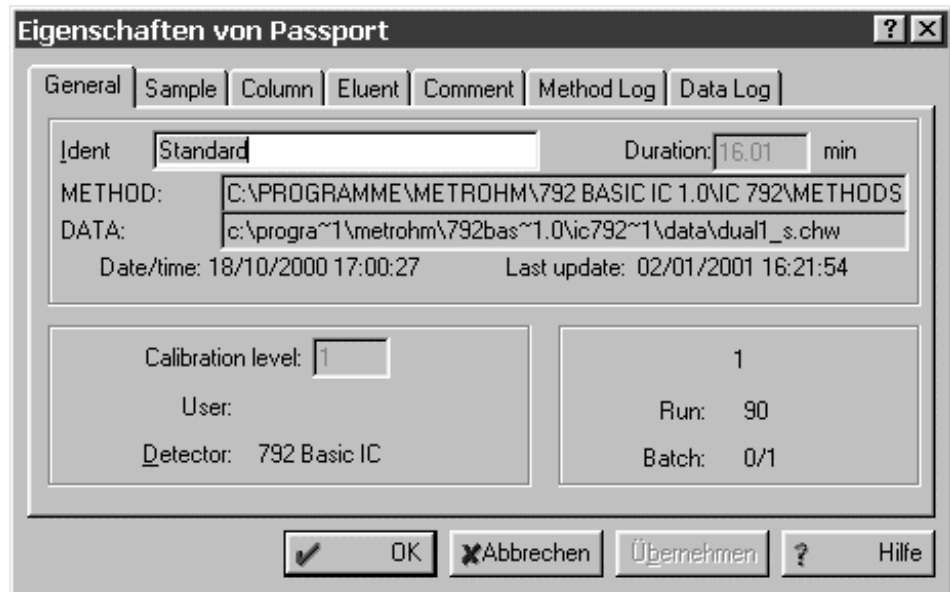 Eigenschaften von Passport ? X
General Sample Column Eluent Comment Method Log Data Log
Ident Standard Duration: 16.01 min
METHOD: C:\PROGRAMME\METROHM\792 BASIC IC 1.0\IC 792\METHODS
DATA: c:\progra~1\metrohm\792bas~1.0\ic792~1\data\dual1_s.chw
Date/time: 18/10/2000 17:00:27 Last update: 02/01/2001 16:21:54
Calibration level: 1 1
User: Run: 90
Detector: 792 Basic IC Batch: 0/1
OK Abbrechen Übernehmen ? Hilfe